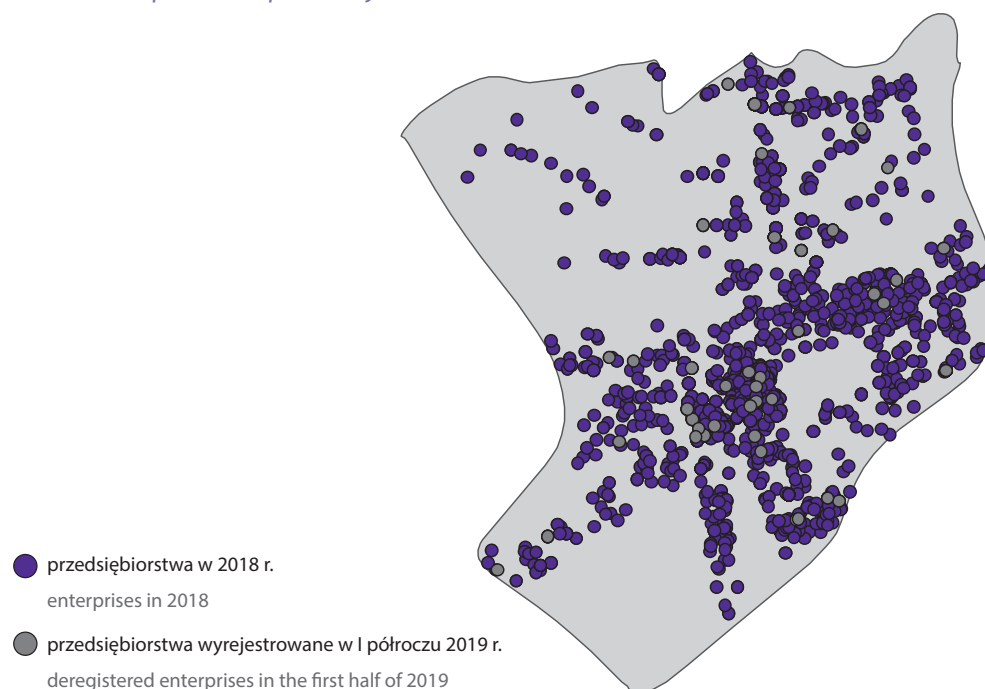 przedsiębiorstwa w 2018 r.
enterprises in 2018
przedsiębiorstwa wyrejestrowane w I półroczu 2019 r.
deregistered enterprises in the first half of 2019